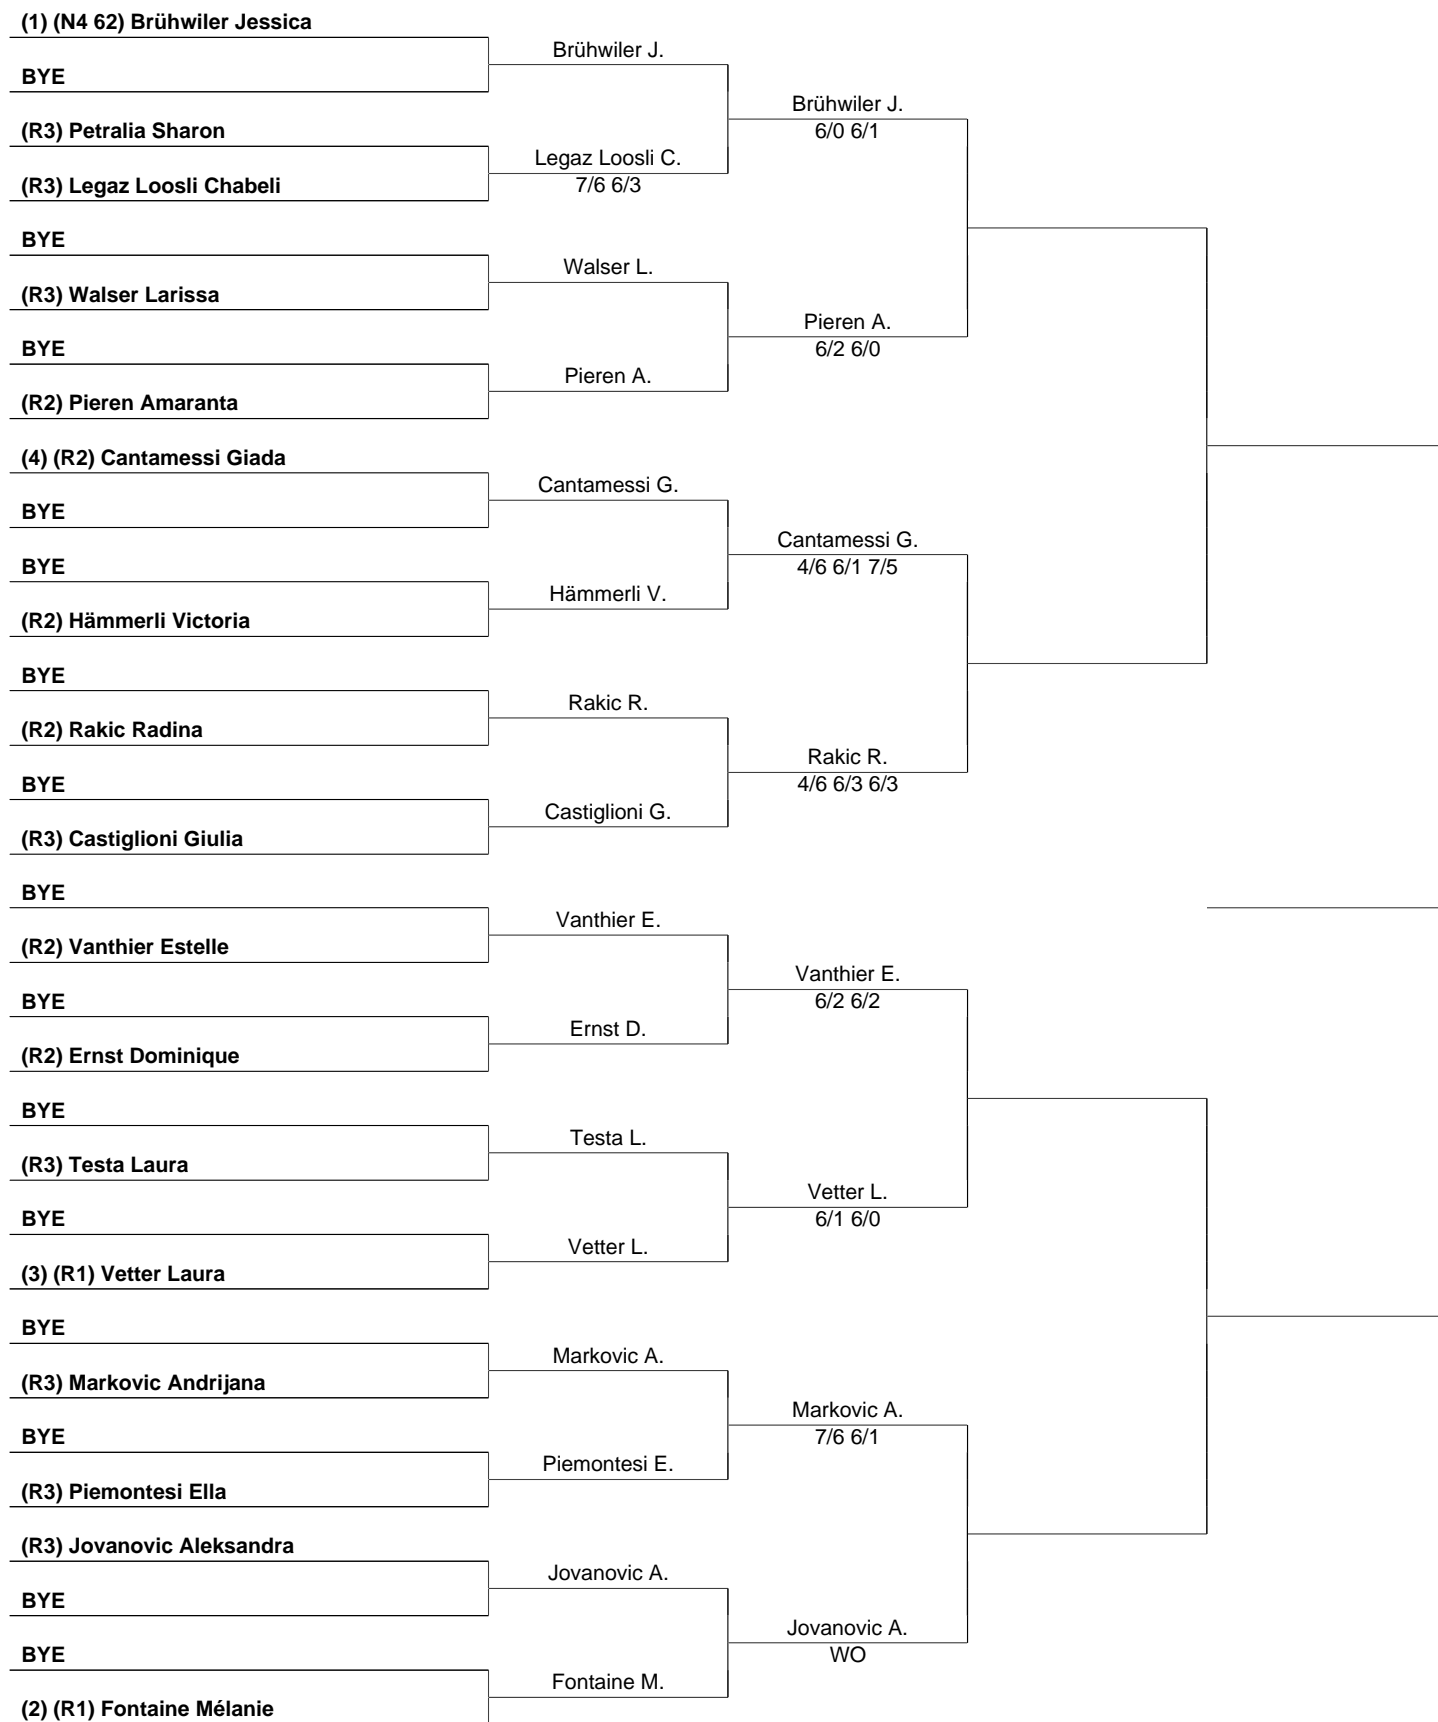 (1) (N4 62) Brühwiler Jessica
BYE
(R3) Petralia Sharon
(R3) Legaz Loosli Chabeli
BYE
(R3) Walser Larissa
BYE
(R2) Pieren Amaranta
(4) (R2) Cantamessi Giada
BYE
BYE
(R2) Hämmerli Victoria
BYE
(R2) Rakic Radina
BYE
(R3) Castiglioni Giulia
BYE
(R2) Vanthier Estelle
BYE
(R2) Ernst Dominique
BYE
(R3) Testa Laura
BYE
(3) (R1) Vetter Laura
BYE
(R3) Markovic Andrijana
BYE
(R3) Piemontesi Ella
(R3) Jovanovic Aleksandra
BYE
BYE
(2) (R1) Fontaine Mélanie
Brühwiler J.
Legaz Loosli C.
7/6 6/3
Walser L.
Pieren A.
Cantamessi G.
Hämmerli V.
Rakic R.
Castiglioni G.
Vanthier E.
Ernst D.
Testa L.
Vetter L.
Markovic A.
Piemontesi E.
Jovanovic A.
Fontaine M.
Brühwiler J.
6/0 6/1
Pieren A.
6/2 6/0
Cantamessi G.
4/6 6/1 7/5
Rakic R.
4/6 6/3 6/3
Vanthier E.
6/2 6/2
Vetter L.
6/1 6/0
Markovic A.
7/6 6/1
Jovanovic A.
WO